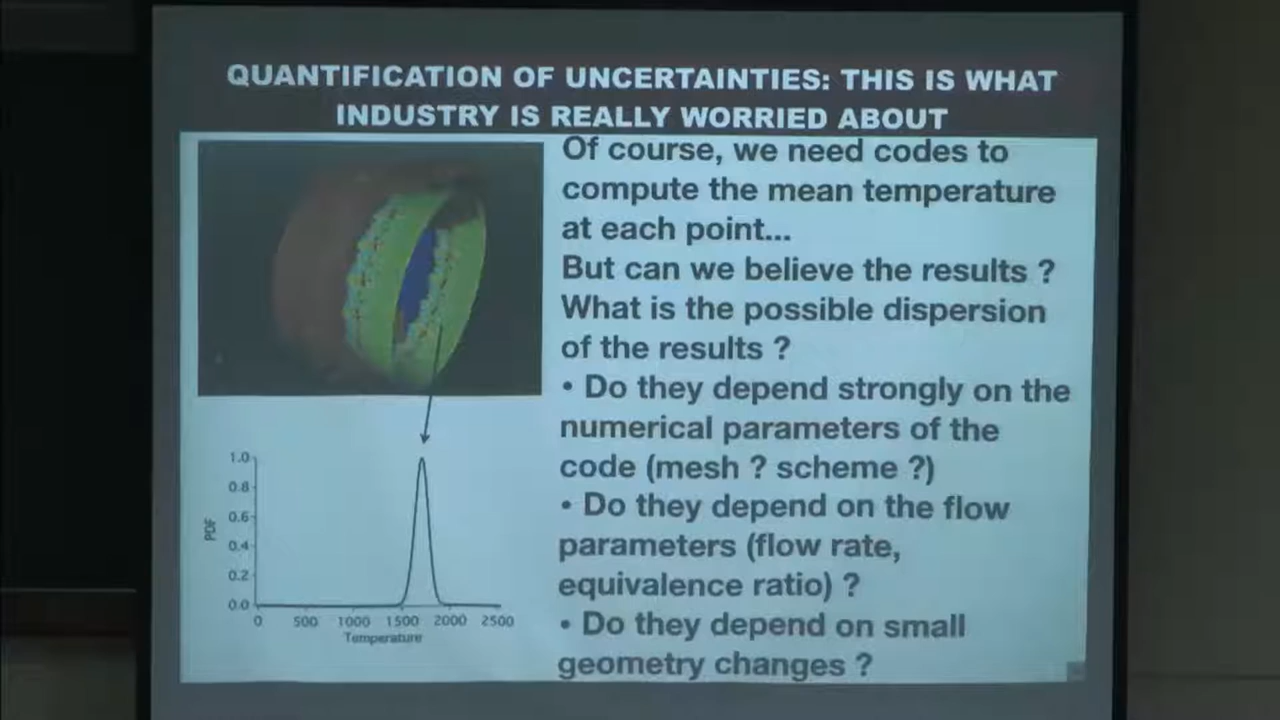 QUANTIFICATION OF UNCERTAINTIES: THIS IS WHAT
INDUSTRY IS REALLY WORRIED ABOUT
Of course, we need codes to
compute the mean temperature
at each point...
But can we believe the results ?
What is the possible dispersion
of the results ?
• Do they depend strongly on the
numerical parameters of the
code (mesh ? scheme ?)
• Do they depend on the flow
parameters (flow rate,
equivalence ratio) ?
• Do they depend on small
geometry changes ?
1.0
0.8
0.6
0.4
0.2
0.0
PDF
0 500 1000 1500 2000 2500
Temperature